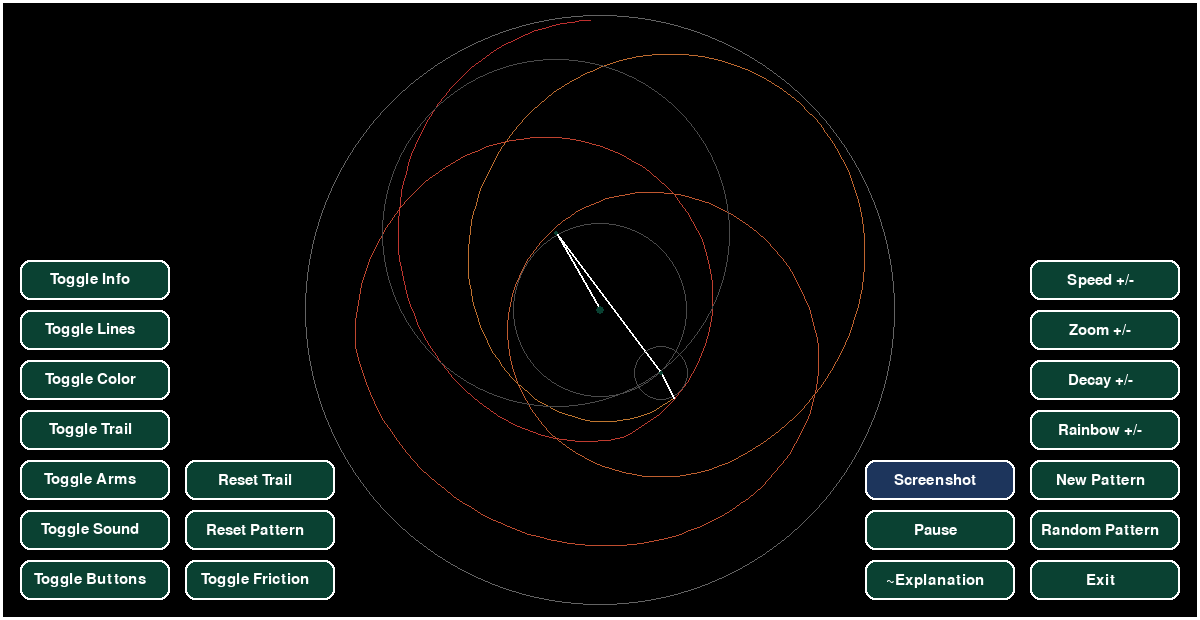 Toggle Info
Toggle Lines
Toggle Color
Toggle Trail
Toggle Arms
Toggle Sound
Toggle Buttons
Reset Trail
Reset Pattern
Toggle Friction
Screenshot
Pause
~Explanation
Speed +/-
Zoom +/-
Decay +/-
Rainbow +/-
New Pattern
Random Pattern
Exit